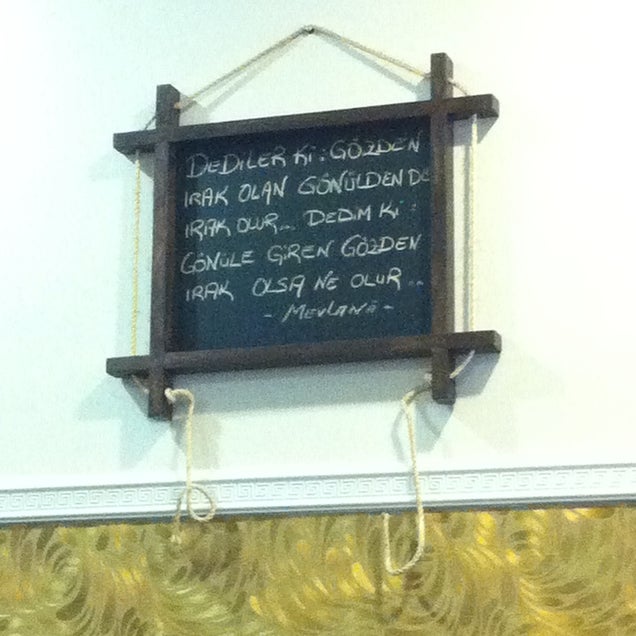 DEDİLER Kİ: GÖZDEN
IRAK OLAN GÖNÜLDEN DE
IRAK OLUR... DEDİM Kİ:
GÖNÜLE GİREN GÖZDEN
IRAK OLSA NE OLUR...
- MEVLANA -